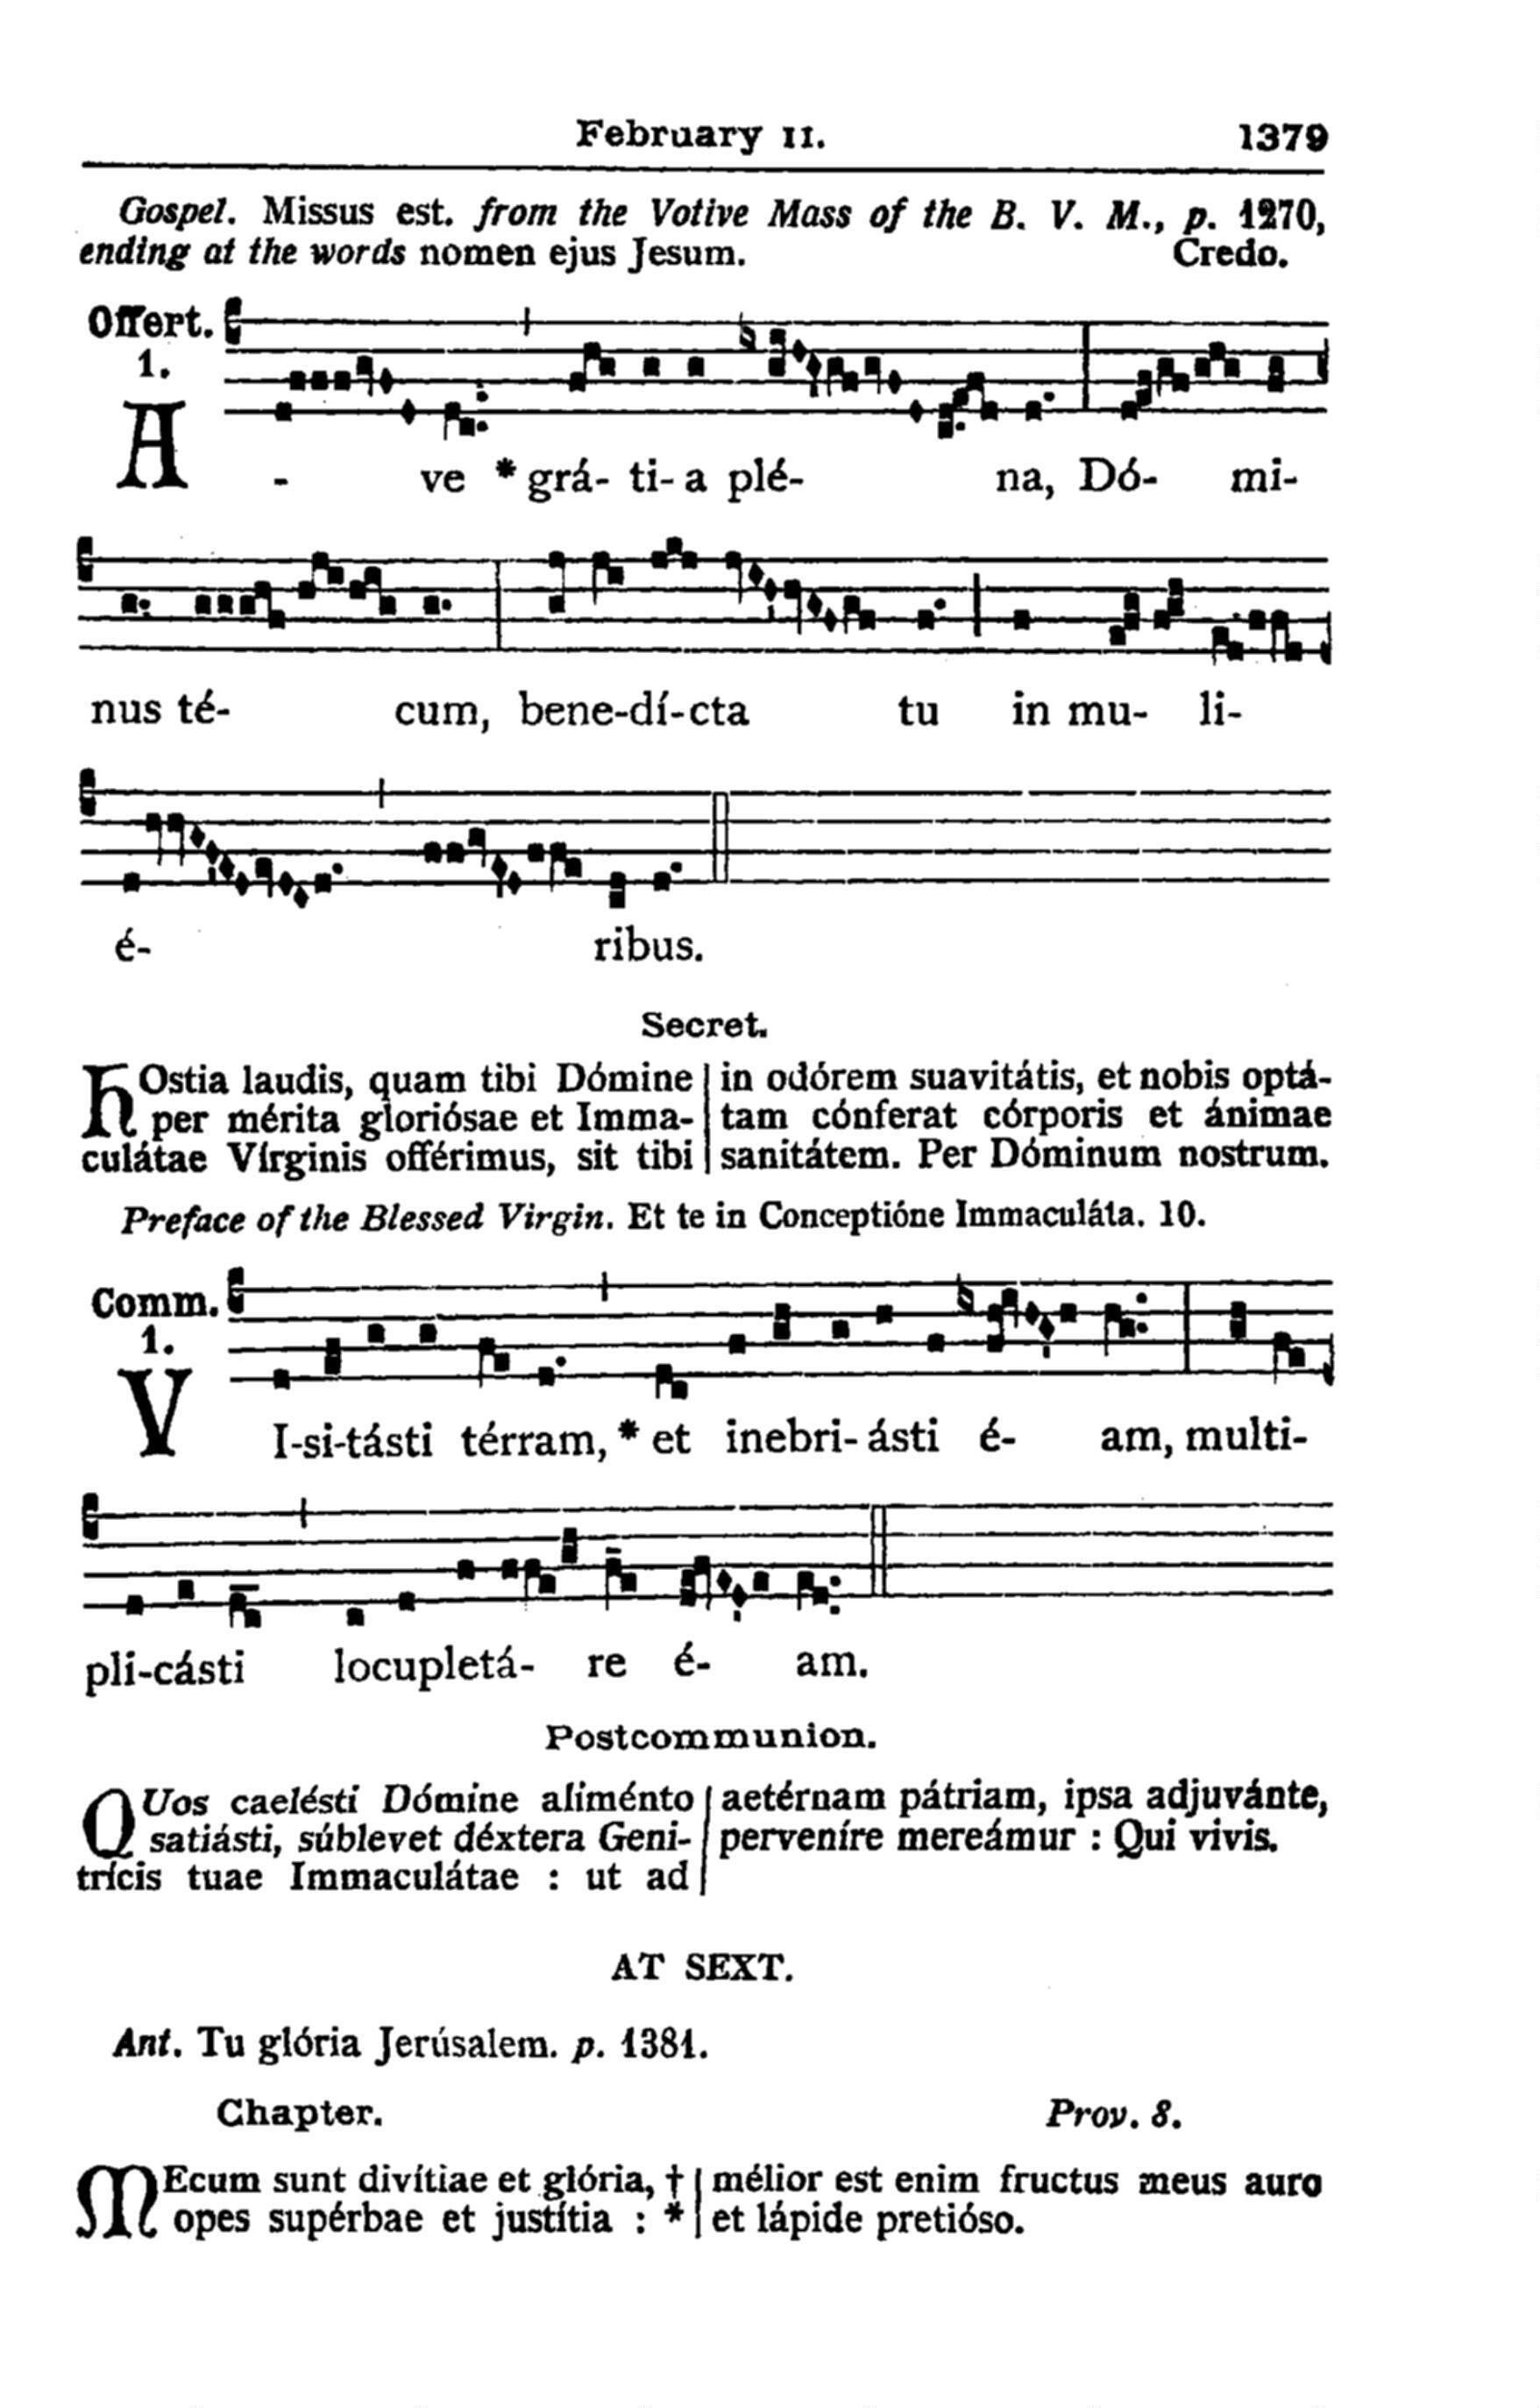 February 11. 1379
Gospel. Missus est. from the Votive Mass of the B. V. M., p. 1270,
ending at the words nomen ejus Jesum. Credo.
Offert.
1.
A - ve * grá- ti- a plé- na, Dó- mi-
nus té- cum, bene-dí-cta tu in mu- li-
é- ribus.
Secret.
HOstia laudis, quam tibi Dómine
per mérita gloriósae et Imma-
culátae Vírginis offérimus, sit tibi
in odórem suavitátis, et nobis optá-
tam cónferat córporis et ánimae
sanitátem. Per Dóminum nostrum.
Preface of the Blessed Virgin. Et te in Conceptióne Immaculáta. 10.
Comm.
1.
VI-si-tásti térram, * et inebri- ásti é- am, multi-
pli-cásti locupletá- re é- am.
Postcommunion.
QUos caelésti Dómine aliménto
satiásti, súblevet déxtera Geni-
trícis tuae Immaculátae : ut ad
aetérnam pátriam, ipsa adjuvánte,
perveníre mereámur : Qui vivis.
AT SEXT.
Ant. Tu glória Jerúsalem. p. 1381.
Chapter. Prov. 8.
MEcum sunt divítiae et glória, †
opes supérbae et justítia : *
mélior est enim fructus meus auro
et lápide pretióso.